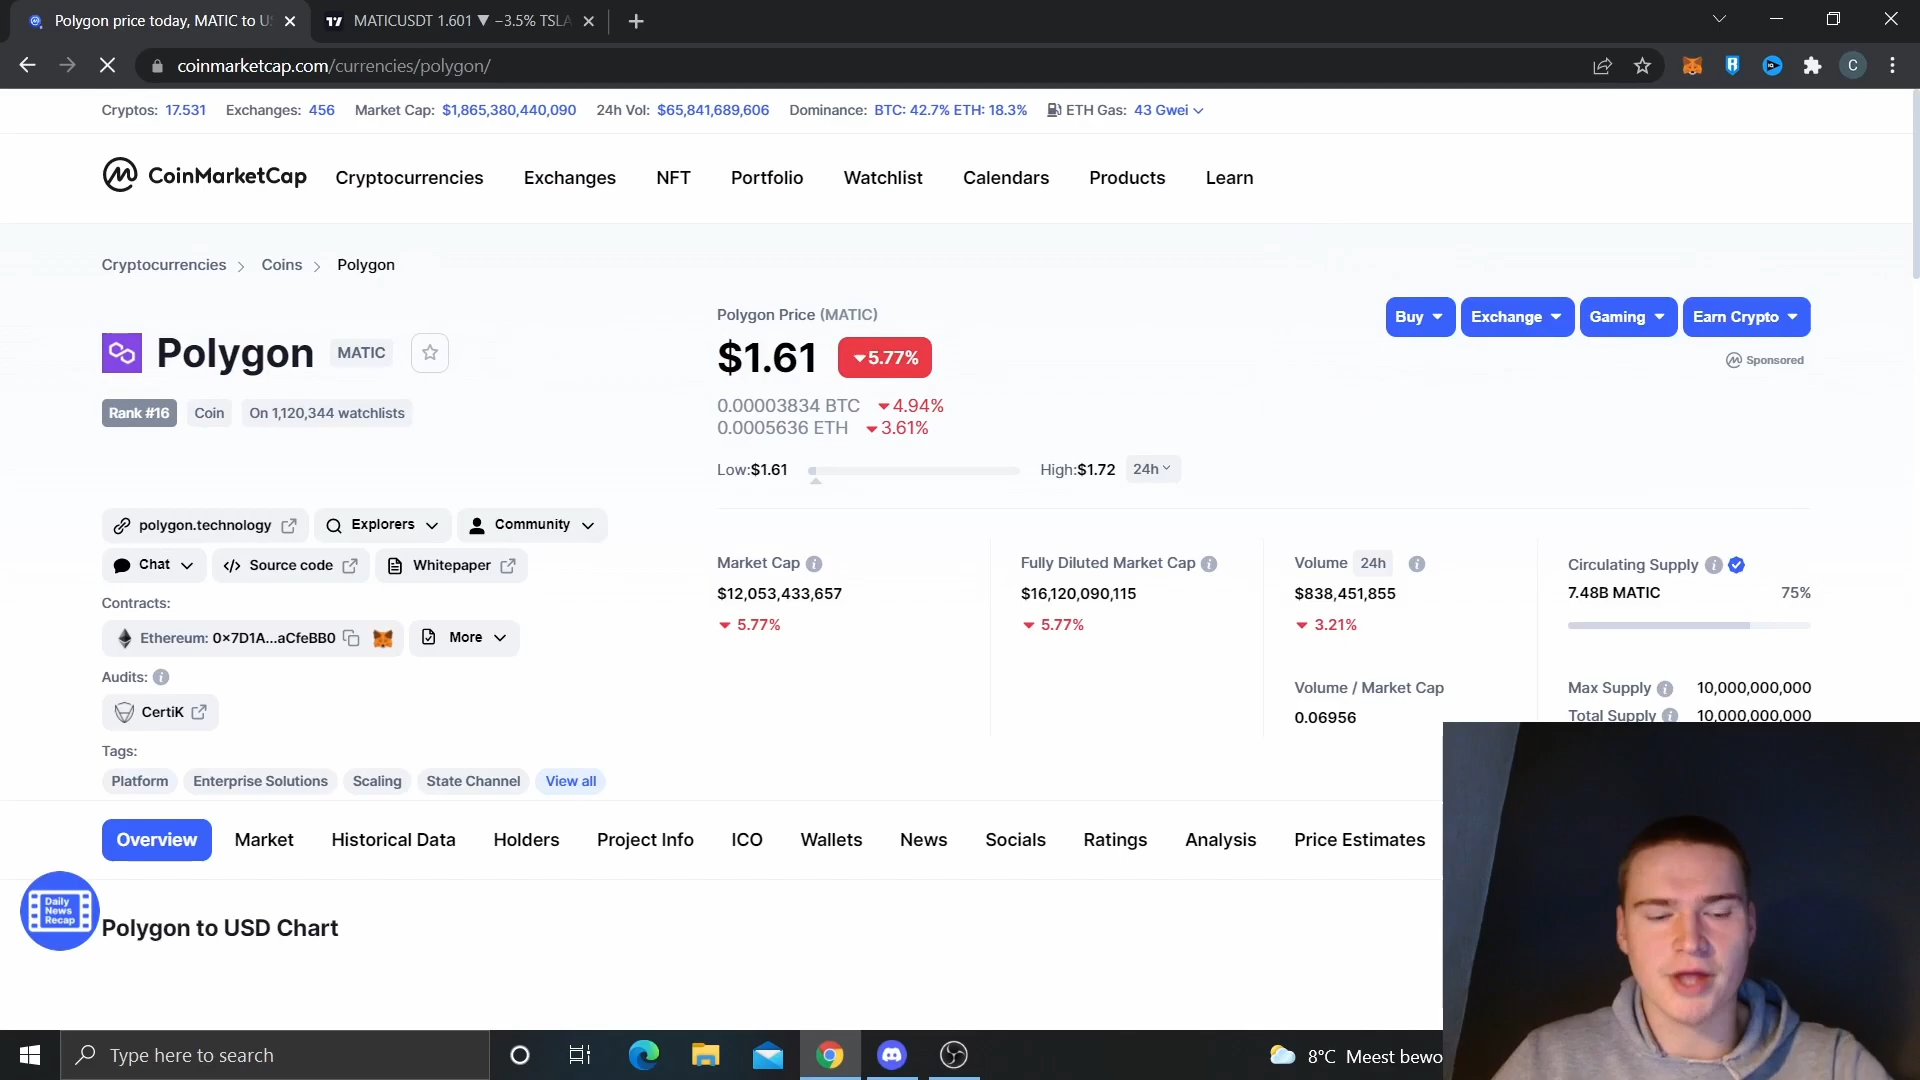 Polygon price today, MATIC to U
MATICUSDT 1.601 ▼ −3.5% TSLA
coinmarketcap.com/currencies/polygon/
C
Cryptos: 17.531 Exchanges: 456 Market Cap: $1,865,380,440,090 24h Vol: $65,841,689,606 Dominance: BTC: 42.7% ETH: 18.3% ETH Gas: 43 Gwei
CoinMarketCap Cryptocurrencies Exchanges NFT Portfolio Watchlist Calendars Products Learn
Cryptocurrencies > Coins > Polygon
Polygon MATIC
Rank #16 Coin On 1,120,344 watchlists
Polygon Price (MATIC)
$1.61 5.77%
0.00003834 BTC 4.94%
0.0005636 ETH 3.61%
Low:$1.61 High:$1.72 24h
Buy Exchange Gaming Earn Crypto
Sponsored
polygon.technology Explorers Community
Chat Source code Whitepaper
Contracts:
Ethereum: 0x7D1A...aCfeBB0 More
Audits:
CertiK
Tags:
Platform Enterprise Solutions Scaling State Channel View all
Market Cap
$12,053,433,657
5.77%
Fully Diluted Market Cap
$16,120,090,115
5.77%
Volume 24h
$838,451,855
3.21%
Volume / Market Cap
0.06956
Circulating Supply
7.48B MATIC 75%
Max Supply 10,000,000,000
Total Supply 10,000,000,000
Overview Market Historical Data Holders Project Info ICO Wallets News Socials Ratings Analysis Price Estimates
Daily
News
Recap
Polygon to USD Chart
Type here to search
8°C Meest bewo